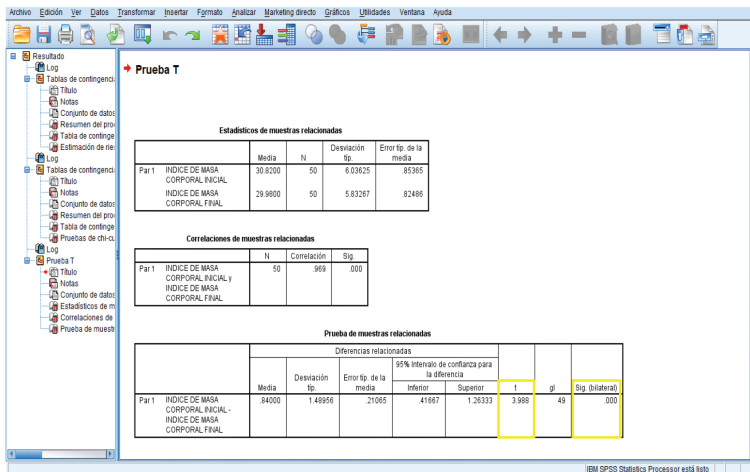 Archivo Edición Ver Datos Transformar Insertar Formato Analizar Marketing directo Gráficos Utilidades Ventana Ayuda
Resultado
Log
Tablas de contingenci
Título
Notas
Conjunto de datos
Resumen del pro
Tabla de continge
Estimación de rie
Log
Tablas de contingenci
Título
Notas
Conjunto de datos
Resumen del pro
Tabla de continge
Pruebas de chi-cu
Log
Prueba T
Título
Notas
Conjunto de datos
Estadísticos de m
Correlaciones de
Prueba de muestr
Prueba T
Estadísticos de muestras relacionadas
Media N Desviación típ. Error típ. de la media
Par 1 INDICE DE MASA CORPORAL INICIAL 30.8200 50 6.03625 .85365
INDICE DE MASA CORPORAL FINAL 29.9800 50 5.83267 .82486
Correlaciones de muestras relacionadas
N Correlación Sig.
Par 1 INDICE DE MASA CORPORAL INICIAL y INDICE DE MASA CORPORAL FINAL 50 .969 .000
Prueba de muestras relacionadas
Diferencias relacionadas
95% Intervalo de confianza para la diferencia
Media Desviación típ. Error típ. de la media Inferior Superior t gl Sig. (bilateral)
Par 1 INDICE DE MASA CORPORAL INICIAL - INDICE DE MASA CORPORAL FINAL .84000 1.48956 .21065 .41667 1.26333 3.988 49 .000
IBM SPSS Statistics Processor está listo